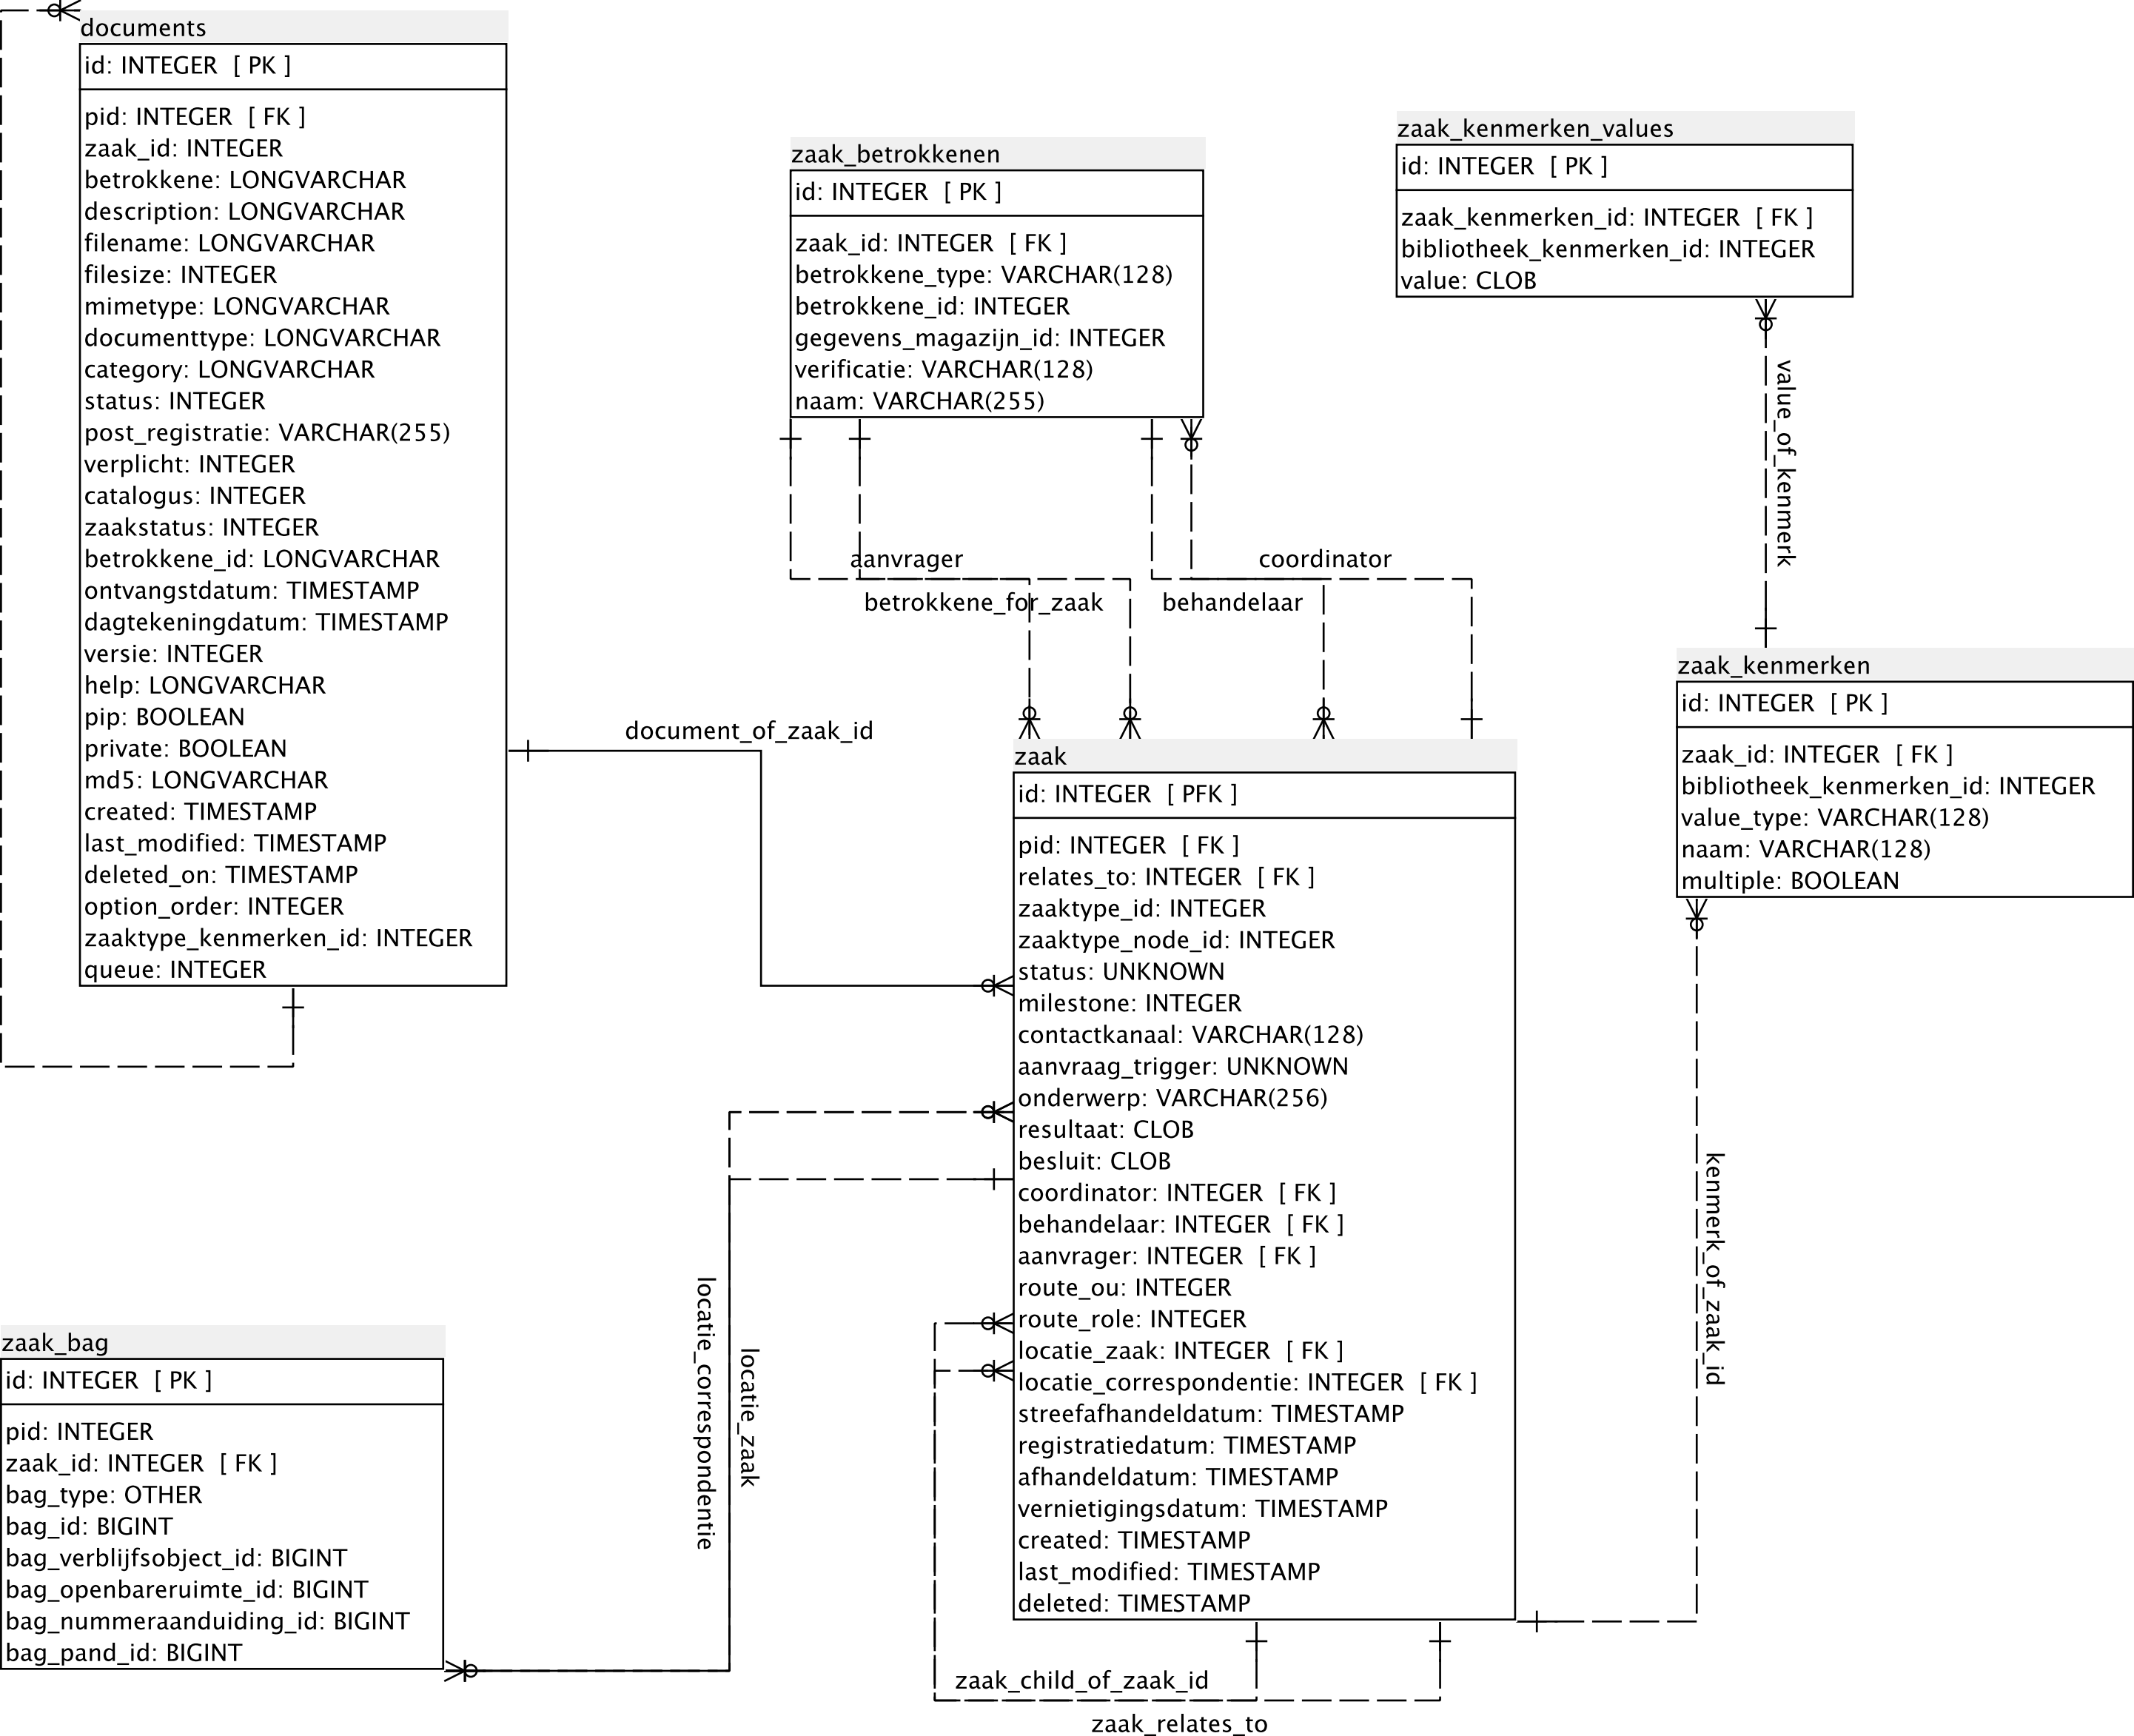 documents
id: INTEGER [ PK ]
pid: INTEGER [ FK ]
zaak_id: INTEGER
betrokkene: LONGVARCHAR
description: LONGVARCHAR
filename: LONGVARCHAR
filesize: INTEGER
mimetype: LONGVARCHAR
documenttype: LONGVARCHAR
category: LONGVARCHAR
status: INTEGER
post_registratie: VARCHAR(255)
verplicht: INTEGER
catalogus: INTEGER
zaakstatus: INTEGER
betrokkene_id: LONGVARCHAR
ontvangstdatum: TIMESTAMP
dagtekeningdatum: TIMESTAMP
versie: INTEGER
help: LONGVARCHAR
pip: BOOLEAN
private: BOOLEAN
md5: LONGVARCHAR
created: TIMESTAMP
last_modified: TIMESTAMP
deleted_on: TIMESTAMP
option_order: INTEGER
zaaktype_kenmerken_id: INTEGER
queue: INTEGER
zaak_betrokkenen
id: INTEGER [ PK ]
zaak_id: INTEGER [ FK ]
betrokkene_type: VARCHAR(128)
betrokkene_id: INTEGER
gegevens_magazijn_id: INTEGER
verificatie: VARCHAR(128)
naam: VARCHAR(255)
zaak_kenmerken_values
id: INTEGER [ PK ]
zaak_kenmerken_id: INTEGER [ FK ]
bibliotheek_kenmerken_id: INTEGER
value: CLOB
value_of_kenmerk
aanvrager
coordinator
betrokkene_for_zaak
behandelaar
document_of_zaak_id
zaak_kenmerken
id: INTEGER [ PK ]
zaak_id: INTEGER [ FK ]
bibliotheek_kenmerken_id: INTEGER
value_type: VARCHAR(128)
naam: VARCHAR(128)
multiple: BOOLEAN
kenmerk_of_zaak_id
zaak
id: INTEGER [ PFK ]
pid: INTEGER [ FK ]
relates_to: INTEGER [ FK ]
zaaktype_id: INTEGER
zaaktype_node_id: INTEGER
status: UNKNOWN
milestone: INTEGER
contactkanaal: VARCHAR(128)
aanvraag_trigger: UNKNOWN
onderwerp: VARCHAR(256)
resultaat: CLOB
besluit: CLOB
coordinator: INTEGER [ FK ]
behandelaar: INTEGER [ FK ]
aanvrager: INTEGER [ FK ]
route_ou: INTEGER
route_role: INTEGER
locatie_zaak: INTEGER [ FK ]
locatie_correspondentie: INTEGER [ FK ]
streefafhandeldatum: TIMESTAMP
registratiedatum: TIMESTAMP
afhandeldatum: TIMESTAMP
vernietigingsdatum: TIMESTAMP
created: TIMESTAMP
last_modified: TIMESTAMP
deleted: TIMESTAMP
locatie_correspondentie
locatie_zaak
zaak_bag
id: INTEGER [ PK ]
pid: INTEGER
zaak_id: INTEGER [ FK ]
bag_type: OTHER
bag_id: BIGINT
bag_verblijfsobject_id: BIGINT
bag_openbareruimte_id: BIGINT
bag_nummeraanduiding_id: BIGINT
bag_pand_id: BIGINT
zaak_child_of_zaak_id
zaak_relates_to